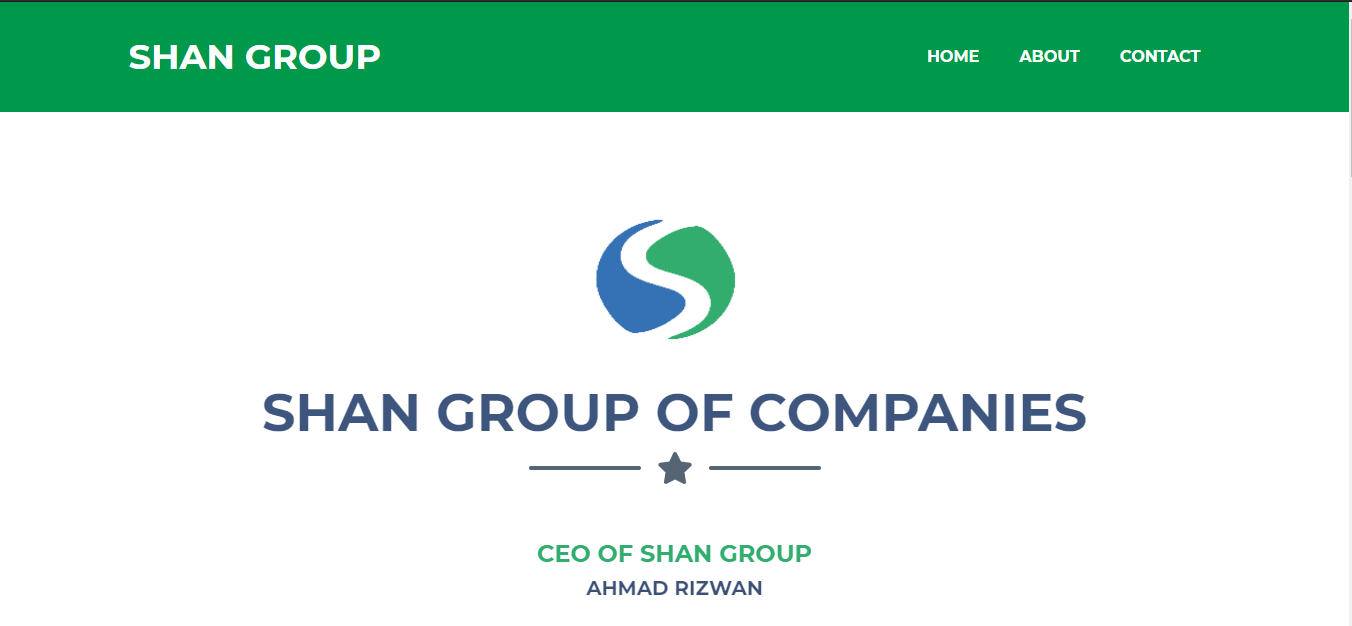 SHAN GROUP
HOME ABOUT CONTACT
SHAN GROUP OF COMPANIES
CEO OF SHAN GROUP
AHMAD RIZWAN